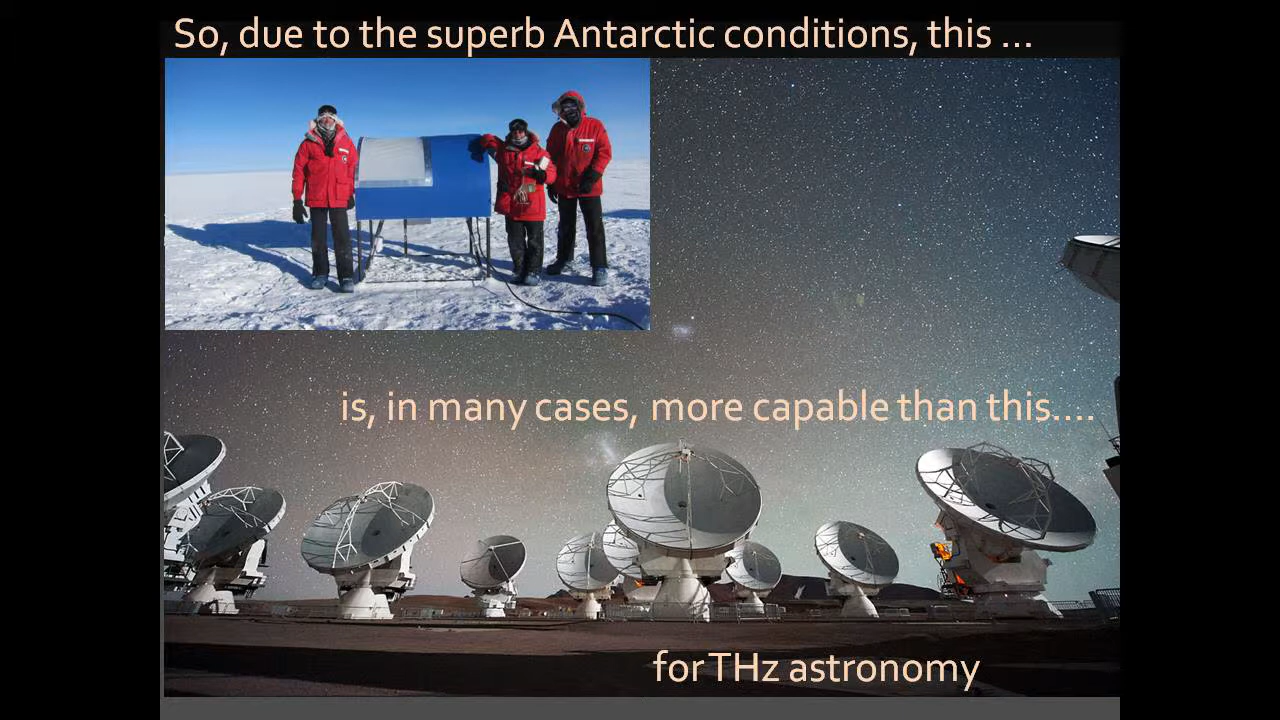 So, due to the superb Antarctic conditions, this ...
is, in many cases, more capable than this....
for THz astronomy